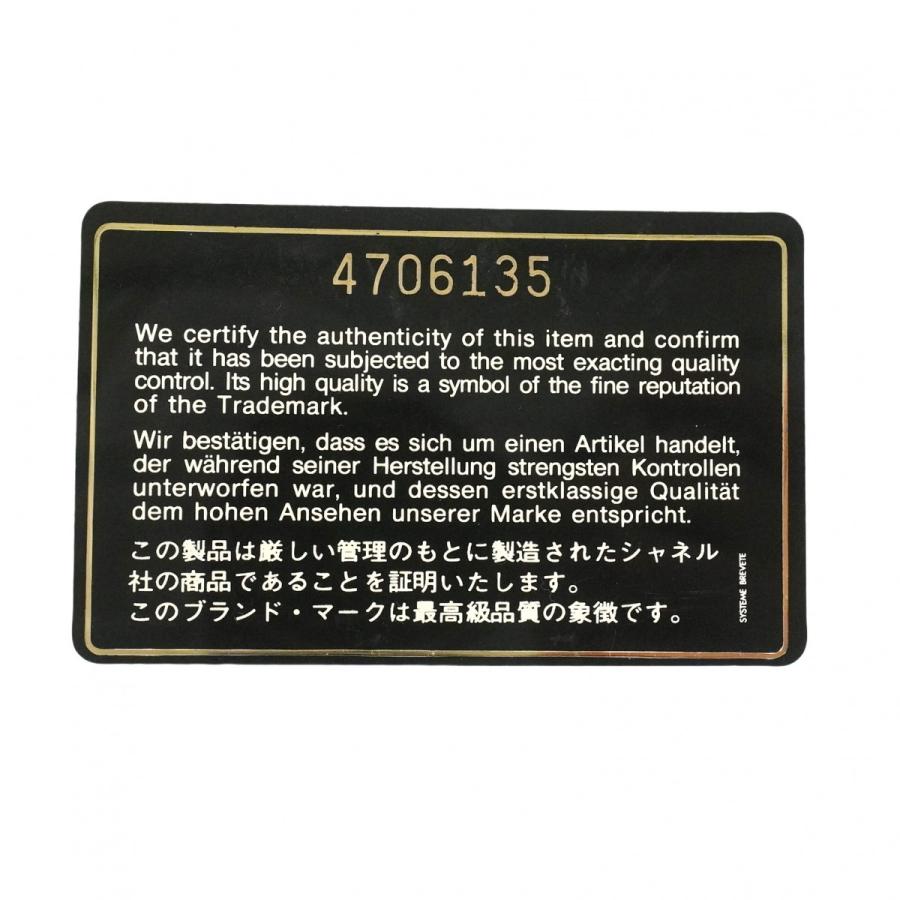 4706135
We certify the authenticity of this item and confirm
that it has been subjected to the most exacting quality
control. Its high quality is a symbol of the fine reputation
of the Trademark.
Wir bestätigen, dass es sich um einen Artikel handelt,
der während seiner Herstellung strengsten Kontrollen
unterworfen war, und dessen erstklassige Qualität
dem hohen Ansehen unserer Marke entspricht.
この製品は厳しい管理のもとに製造されたシャネル
社の商品であることを証明いたします。
このブランド・マークは最高級品質の象徴です。
SYSTEME BREVETE